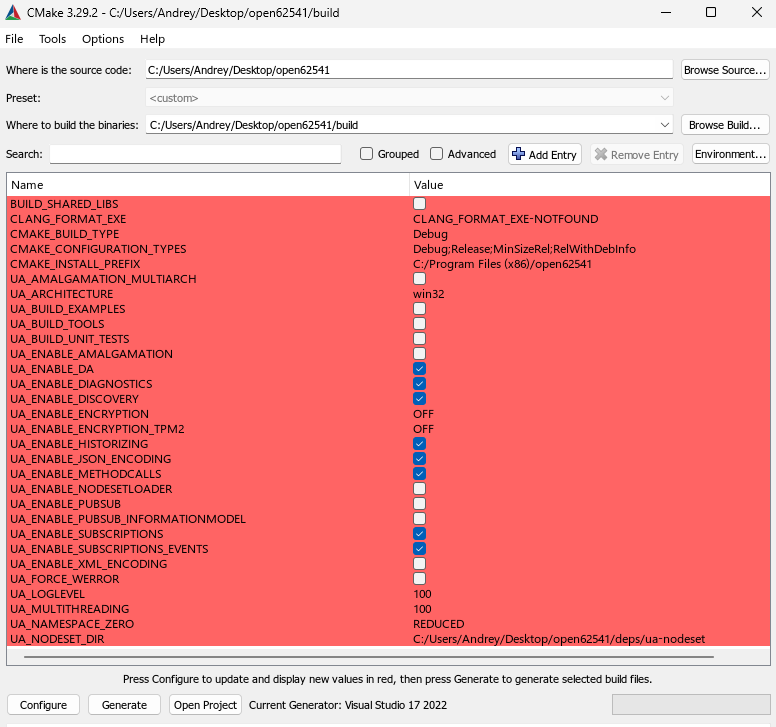 CMake 3.29.2 - C:/Users/Andrey/Desktop/open62541/build
File Tools Options Help
Where is the source code: C:/Users/Andrey/Desktop/open62541 Browse Source...
Preset: <custom>
Where to build the binaries: C:/Users/Andrey/Desktop/open62541/build Browse Build...
Search: Grouped Advanced Add Entry Remove Entry Environment...
Name Value
BUILD_SHARED_LIBS
CLANG_FORMAT_EXE CLANG_FORMAT_EXE-NOTFOUND
CMAKE_BUILD_TYPE Debug
CMAKE_CONFIGURATION_TYPES Debug;Release;MinSizeRel;RelWithDebInfo
CMAKE_INSTALL_PREFIX C:/Program Files (x86)/open62541
UA_AMALGAMATION_MULTIARCH
UA_ARCHITECTURE win32
UA_BUILD_EXAMPLES
UA_BUILD_TOOLS
UA_BUILD_UNIT_TESTS
UA_ENABLE_AMALGAMATION
UA_ENABLE_DA
UA_ENABLE_DIAGNOSTICS
UA_ENABLE_DISCOVERY
UA_ENABLE_ENCRYPTION OFF
UA_ENABLE_ENCRYPTION_TPM2 OFF
UA_ENABLE_HISTORIZING
UA_ENABLE_JSON_ENCODING
UA_ENABLE_METHODCALLS
UA_ENABLE_NODESETLOADER
UA_ENABLE_PUBSUB
UA_ENABLE_PUBSUB_INFORMATIONMODEL
UA_ENABLE_SUBSCRIPTIONS
UA_ENABLE_SUBSCRIPTIONS_EVENTS
UA_ENABLE_XML_ENCODING
UA_FORCE_WERROR
UA_LOGLEVEL 100
UA_MULTITHREADING 100
UA_NAMESPACE_ZERO REDUCED
UA_NODESET_DIR C:/Users/Andrey/Desktop/open62541/deps/ua-nodeset
Press Configure to update and display new values in red, then press Generate to generate selected build files.
Configure Generate Open Project Current Generator: Visual Studio 17 2022